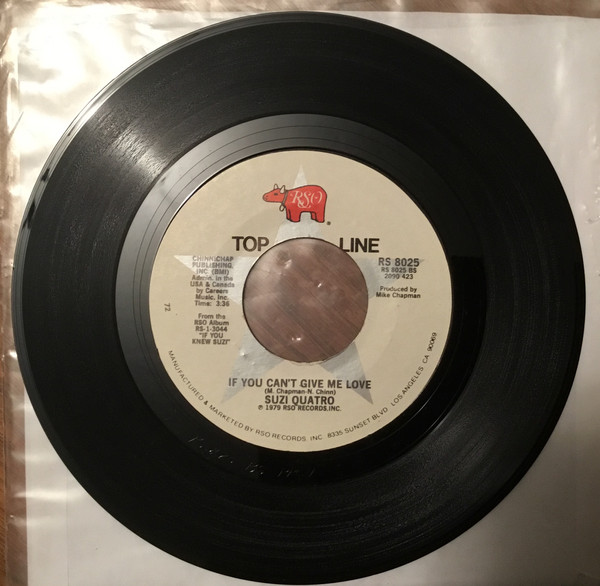 RSO
®
TOP LINE
CHINNICHAP
PUBLISHING,
INC (BMI)
Admin. in the
USA & Canada
by Careers
Music, Inc.
Time: 3:36
72
From the
RSO Album
RS-1-3044
"IF YOU
KNEW SUZI"
RS 8025
RS 8025 BS
2090 423
Produced by
Mike Chapman
IF YOU CAN'T GIVE ME LOVE
(M. Chapman-N. Chinn)
SUZI QUATRO
℗ 1979 RSO RECORDS, INC.
MANUFACTURED & MARKETED BY RSO RECORDS, INC 8335 SUNSET BLVD LOS ANGELES CA 90069